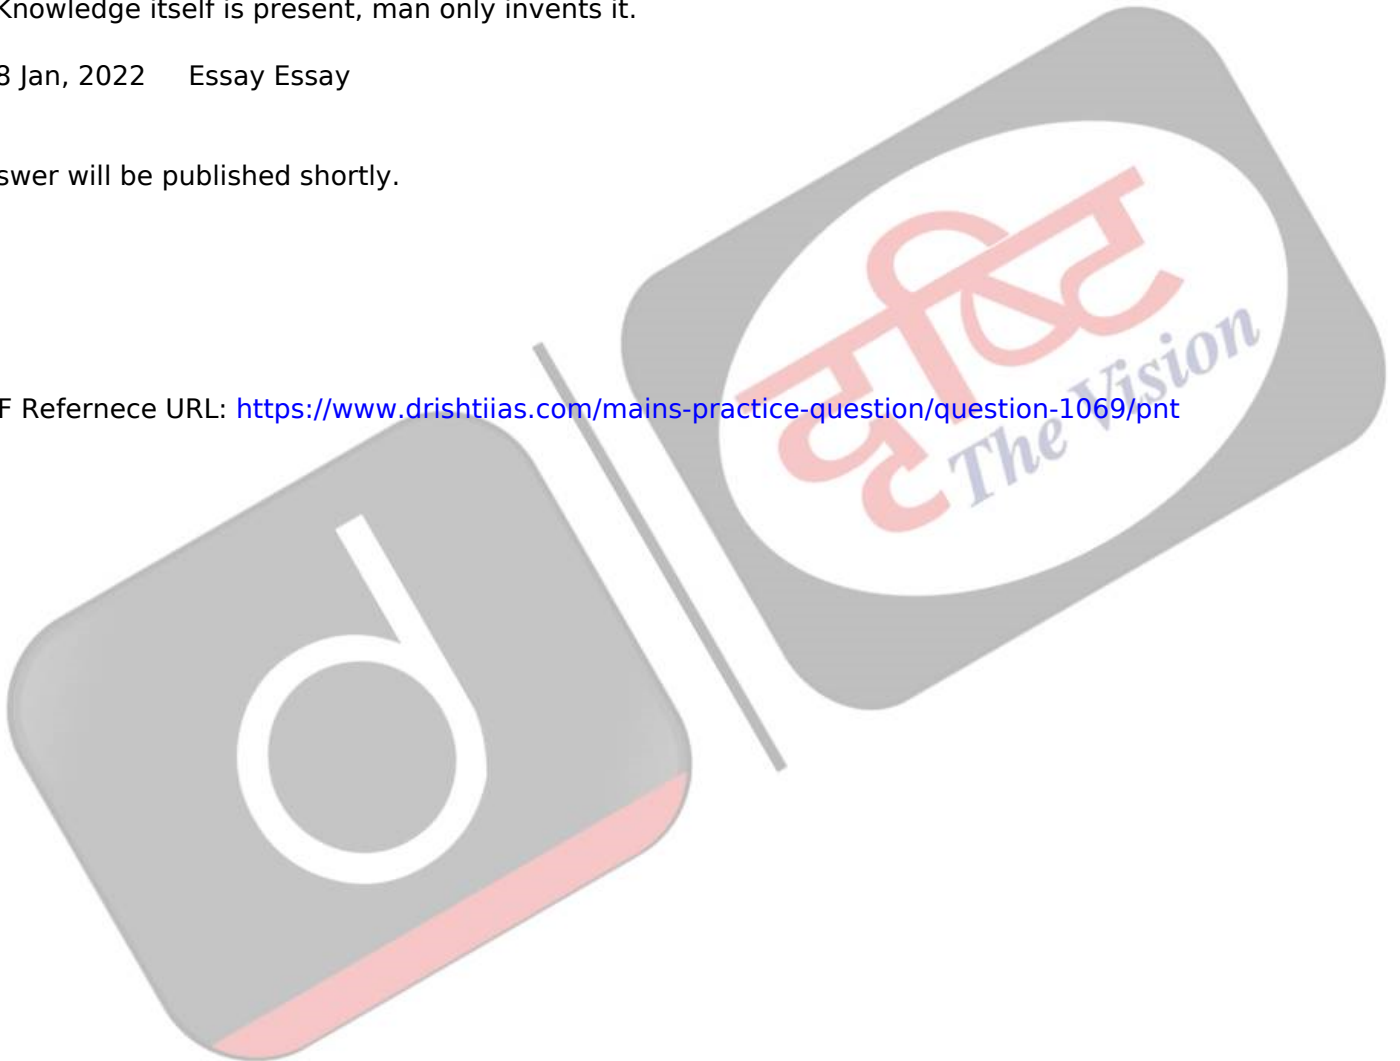 Knowledge itself is present, man only invents it.
8 Jan, 2022 Essay Essay
swer will be published shortly.
F Refernece URL: https://www.drishtiias.com/mains-practice-question/question-1069/pnt
दृष्टि
The Vision
d